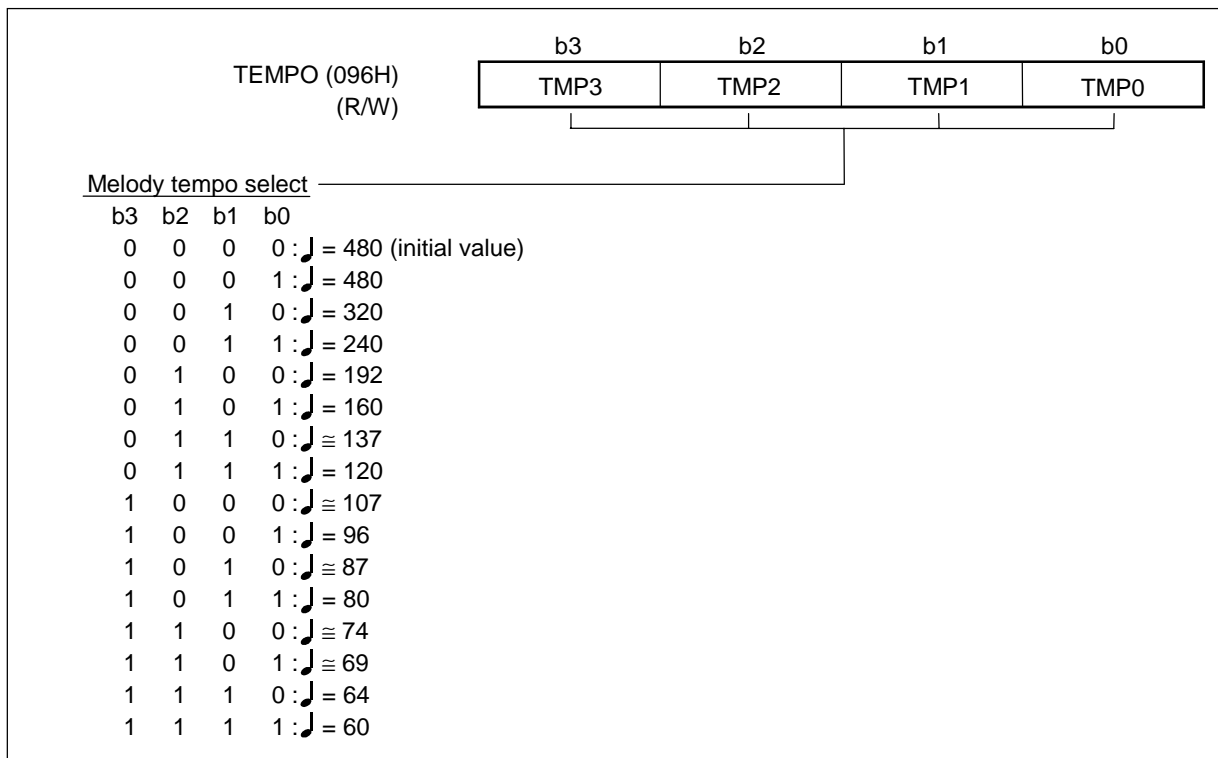 b3 b2 b1 b0
TEMPO (096H) TMP3 TMP2 TMP1 TMP0
(R/W)
Melody tempo select
b3 b2 b1 b0
0 0 0 0 : ♩ = 480 (initial value)
0 0 0 1 : ♩ = 480
0 0 1 0 : ♩ = 320
0 0 1 1 : ♩ = 240
0 1 0 0 : ♩ = 192
0 1 0 1 : ♩ = 160
0 1 1 0 : ♩ ≅ 137
0 1 1 1 : ♩ = 120
1 0 0 0 : ♩ ≅ 107
1 0 0 1 : ♩ = 96
1 0 1 0 : ♩ ≅ 87
1 0 1 1 : ♩ = 80
1 1 0 0 : ♩ ≅ 74
1 1 0 1 : ♩ ≅ 69
1 1 1 0 : ♩ = 64
1 1 1 1 : ♩ = 60